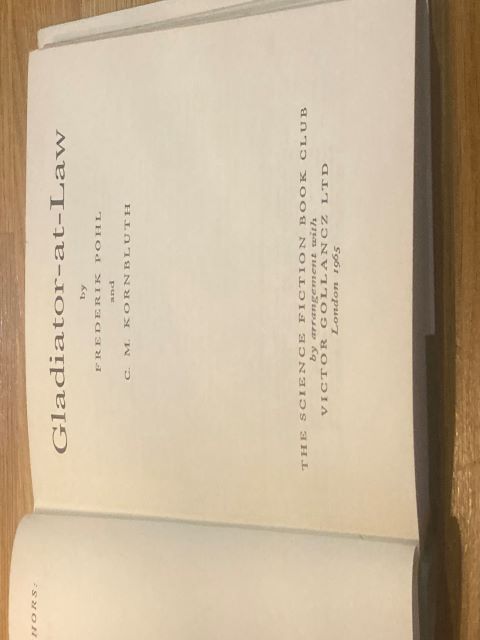 Gladiator-at-Law
by
FREDERIK POHL
and
C. M. KORNBLUTH
THE SCIENCE FICTION BOOK CLUB
by arrangement with
VICTOR GOLLANCZ LTD
London 1965
HORS: